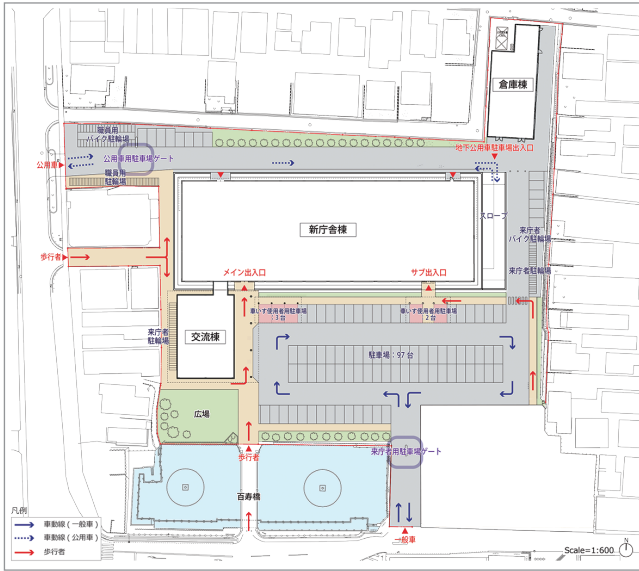 倉庫棟
職員用
バイク駐輪場
公用車用駐車場ゲート
地下公用車駐車場出入口
公用車
職員用
駐輪場
スロープ
新庁舎棟
来庁者
バイク駐輪場
歩行者
メイン出入口
サブ出入口
来庁者駐輪場
車いす使用者用駐車場
3台
車いす使用者用駐車場
2台
来庁者
駐輪場
交流棟
駐車場：97台
広場
歩行者
来庁者用駐車場ゲート
百寿橋
凡例
車動線(一般車)
車動線(公用車)
歩行者
一般車
N
Scale=1:600